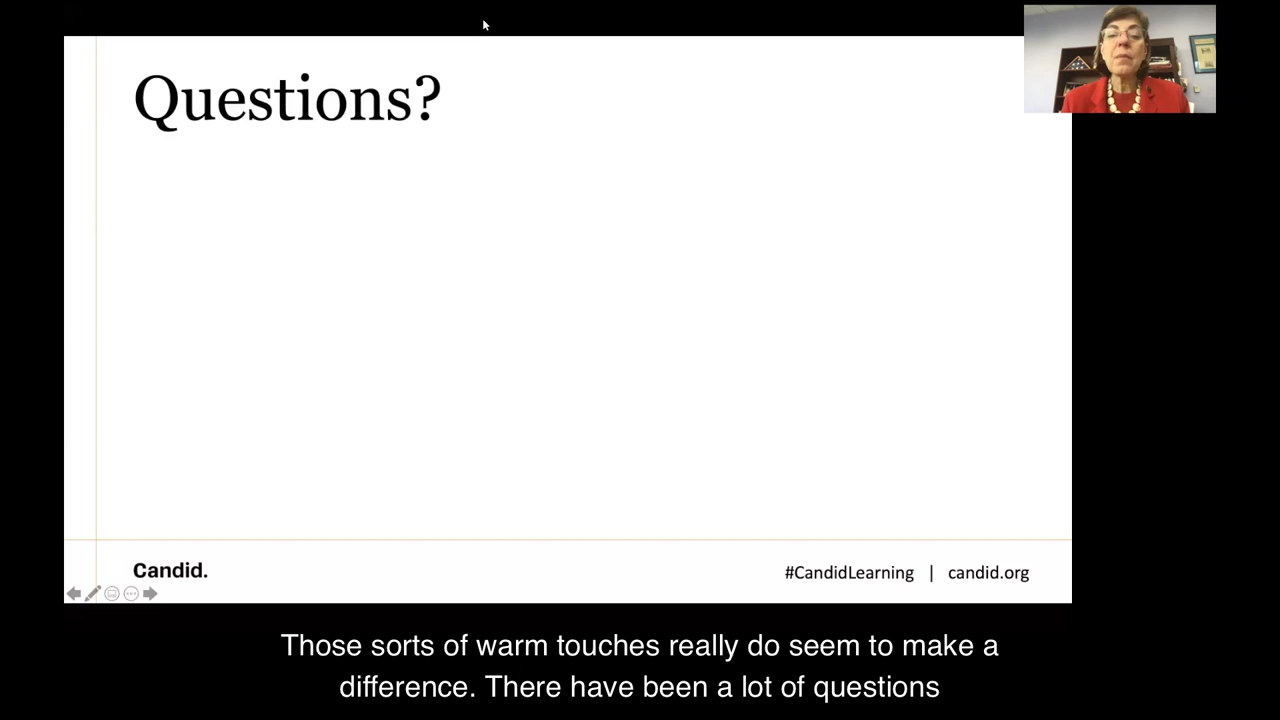 Questions?
Candid.
#CandidLearning | candid.org
Those sorts of warm touches really do seem to make a
difference. There have been a lot of questions